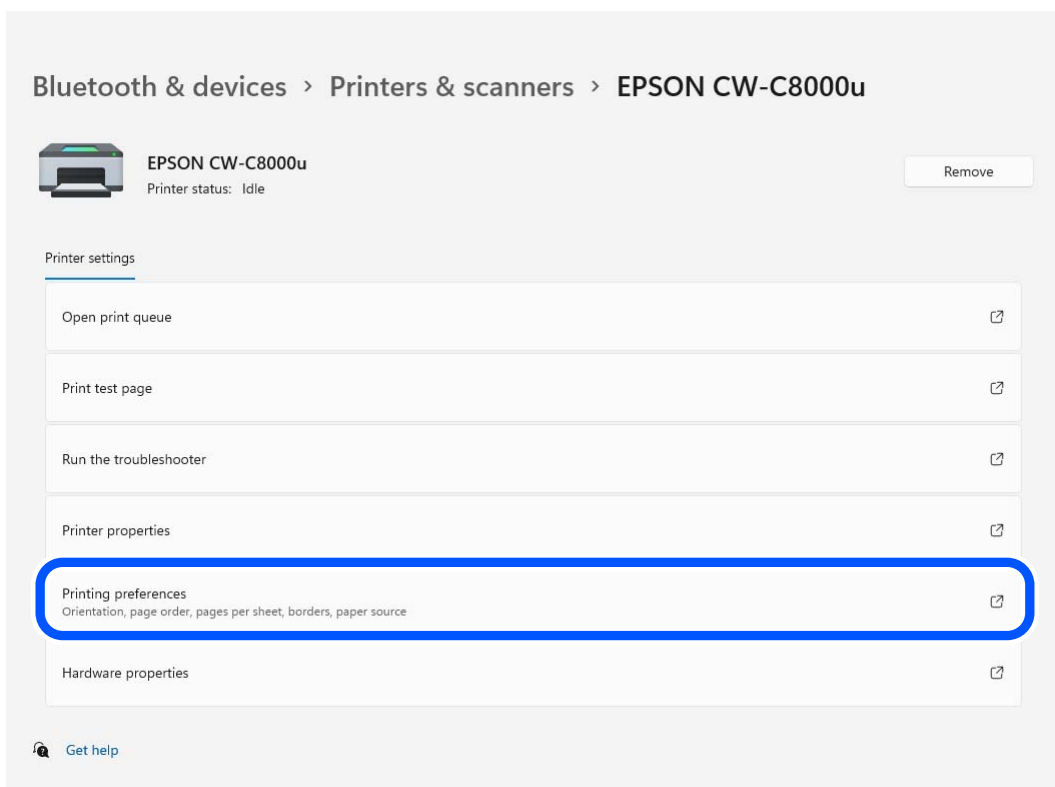 Bluetooth & devices > Printers & scanners > EPSON CW-C8000u
EPSON CW-C8000u
Printer status: Idle
Remove
Printer settings
Open print queue
Print test page
Run the troubleshooter
Printer properties
Printing preferences
Orientation, page order, pages per sheet, borders, paper source
Hardware properties
Get help